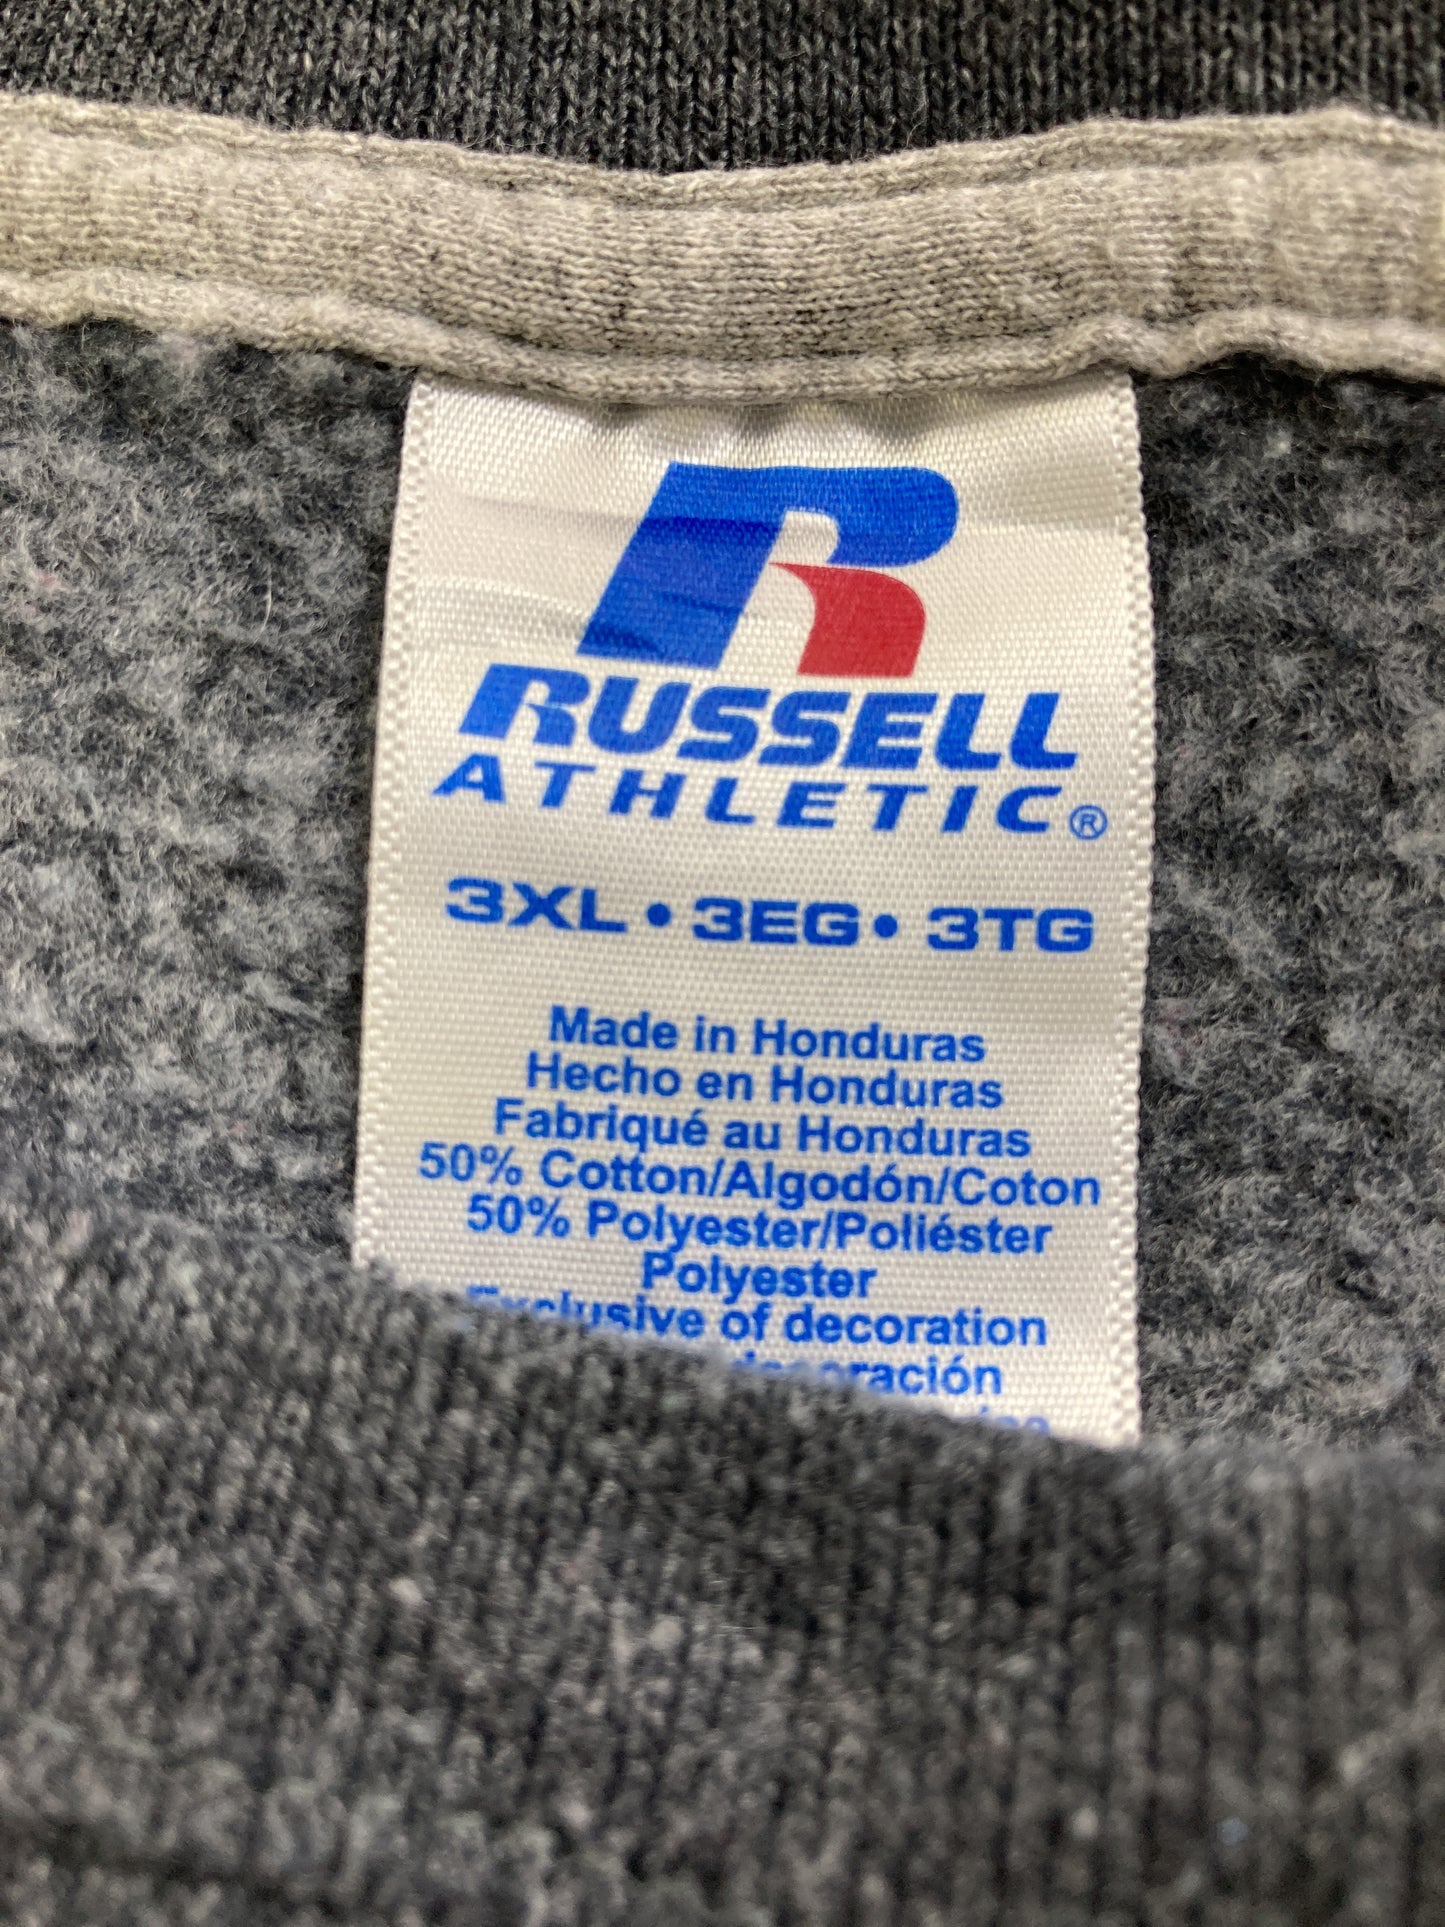 R
RUSSELL
ATHLETIC®
3XL • 3EG • 3TG
Made in Honduras
Hecho en Honduras
Fabriqué au Honduras
50% Cotton/Algodón/Coton
50% Polyester/Poliéster
Polyester
Exclusive of decoration
decoración